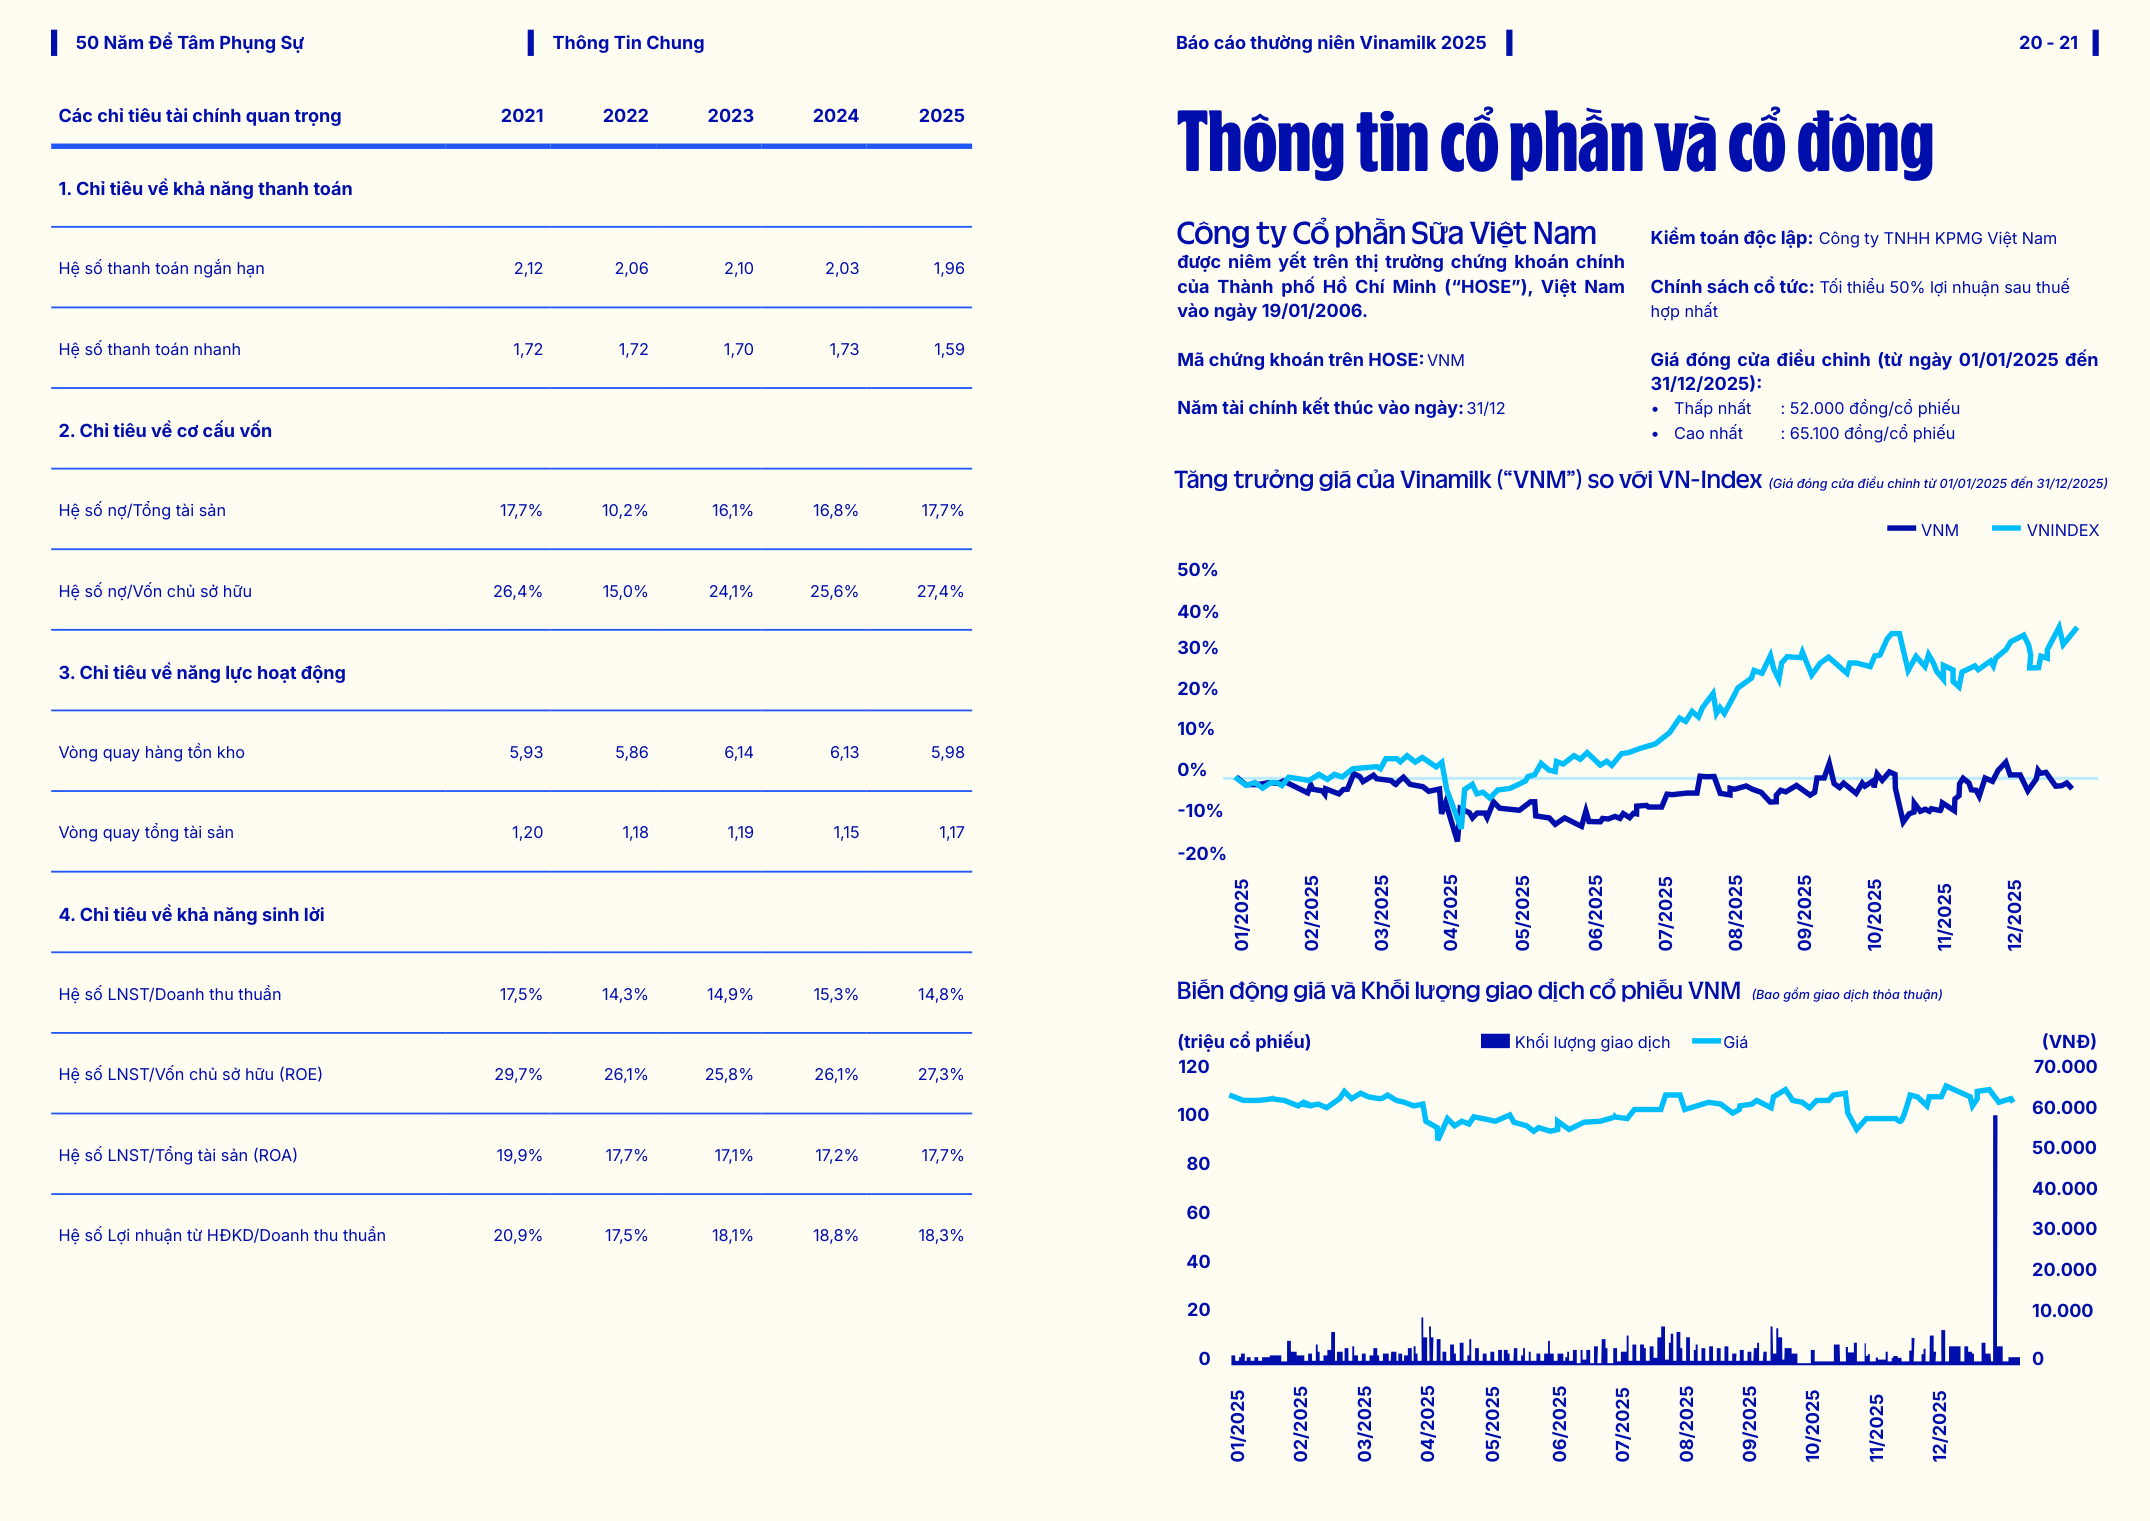 50 Năm Để Tâm Phụng Sự
Thông Tin Chung
Các chỉ tiêu tài chính quan trọng 2021 2022 2023 2024 2025
1. Chỉ tiêu về khả năng thanh toán
Hệ số thanh toán ngắn hạn 2,12 2,06 2,10 2,03 1,96
Hệ số thanh toán nhanh 1,72 1,72 1,70 1,73 1,59
2. Chỉ tiêu về cơ cấu vốn
Hệ số nợ/Tổng tài sản 17,7% 10,2% 16,1% 16,8% 17,7%
Hệ số nợ/Vốn chủ sở hữu 26,4% 15,0% 24,1% 25,6% 27,4%
3. Chỉ tiêu về năng lực hoạt động
Vòng quay hàng tồn kho 5,93 5,86 6,14 6,13 5,98
Vòng quay tổng tài sản 1,20 1,18 1,19 1,15 1,17
4. Chỉ tiêu về khả năng sinh lời
Hệ số LNST/Doanh thu thuần 17,5% 14,3% 14,9% 15,3% 14,8%
Hệ số LNST/Vốn chủ sở hữu (ROE) 29,7% 26,1% 25,8% 26,1% 27,3%
Hệ số LNST/Tổng tài sản (ROA) 19,9% 17,7% 17,1% 17,2% 17,7%
Hệ số Lợi nhuận từ HĐKD/Doanh thu thuần 20,9% 17,5% 18,1% 18,8% 18,3%
Báo cáo thường niên Vinamilk 2025
20 - 21
Thông tin cổ phần và cổ đông
Công ty Cổ phần Sữa Việt Nam
được niêm yết trên thị trường chứng khoán chính
của Thành phố Hồ Chí Minh (“HOSE”), Việt Nam
vào ngày 19/01/2006.
Mã chứng khoán trên HOSE: VNM
Năm tài chính kết thúc vào ngày: 31/12
Kiểm toán độc lập: Công ty TNHH KPMG Việt Nam
Chính sách cổ tức: Tối thiểu 50% lợi nhuận sau thuế
hợp nhất
Giá đóng cửa điều chỉnh (từ ngày 01/01/2025 đến
31/12/2025):
• Thấp nhất : 52.000 đồng/cổ phiếu
• Cao nhất : 65.100 đồng/cổ phiếu
Tăng trưởng giá của Vinamilk (“VNM”) so với VN-Index (Giá đóng cửa điều chỉnh từ 01/01/2025 đến 31/12/2025)
VNM VNINDEX
50%
40%
30%
20%
10%
0%
-10%
-20%
01/2025 02/2025 03/2025 04/2025 05/2025 06/2025 07/2025 08/2025 09/2025 10/2025 11/2025 12/2025
Biến động giá và Khối lượng giao dịch cổ phiếu VNM (Bao gồm giao dịch thỏa thuận)
(triệu cổ phiếu) Khối lượng giao dịch Giá (VNĐ)
120 70.000
100 60.000
80 50.000
60 40.000
40 30.000
20 20.000
0 10.000
0
01/2025 02/2025 03/2025 04/2025 05/2025 06/2025 07/2025 08/2025 09/2025 10/2025 11/2025 12/2025